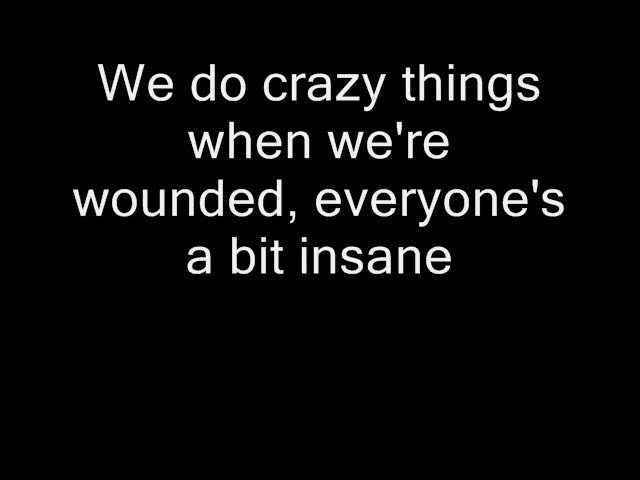 We do crazy things
when we're
wounded, everyone's
a bit insane